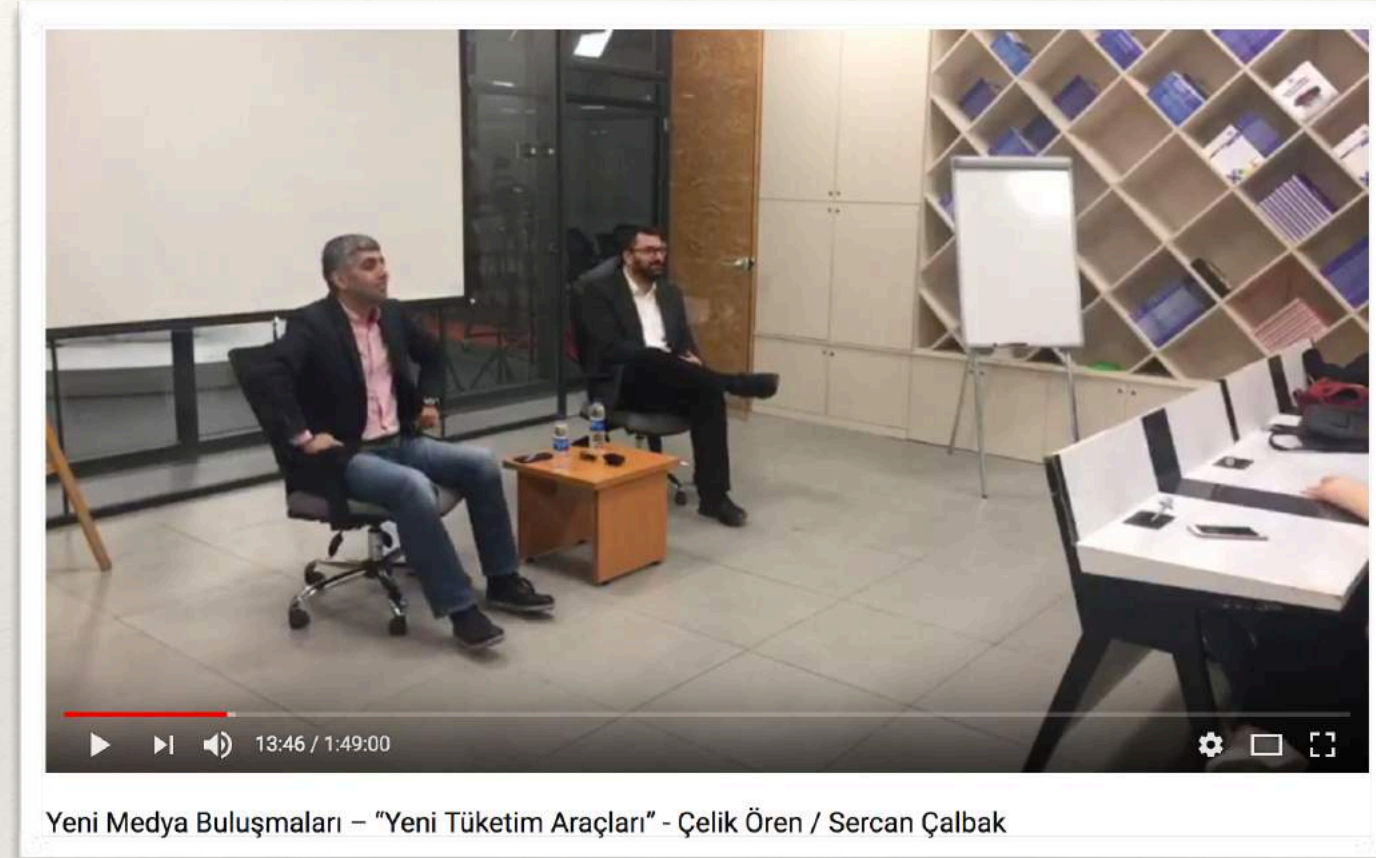 13:46 / 1:49:00
Yeni Medya Buluşmaları – “Yeni Tüketim Araçları” - Çelik Ören / Sercan Çalbak